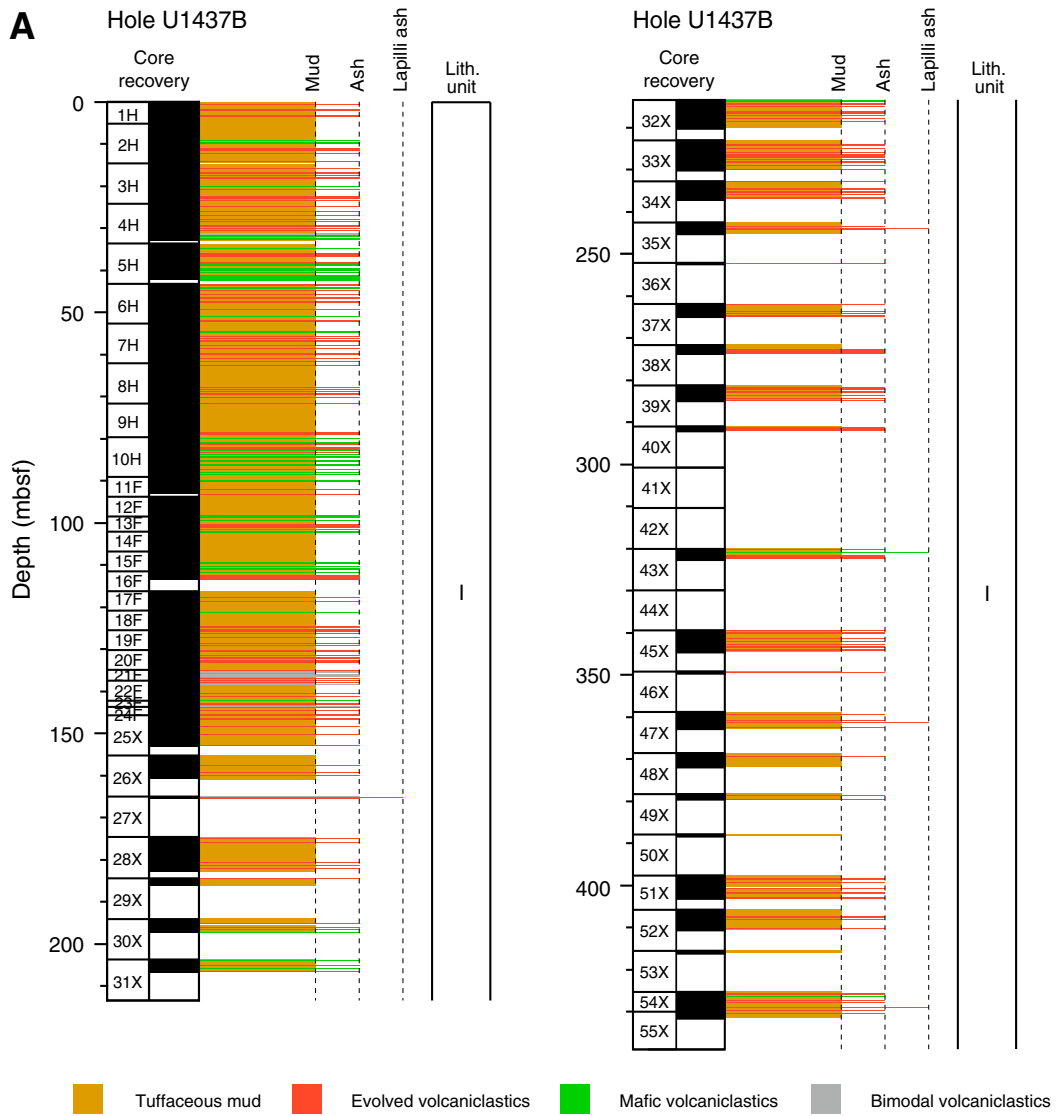 A
Hole U1437B
Core recovery
Mud
Ash
Lapilli ash
Lith. unit
Depth (mbsf)
0
50
100
150
200
1H
2H
3H
4H
5H
6H
7H
8H
9H
10H
11F
12F
13F
14F
15F
16F
17F
18F
19F
20F
21F
22F
23F
24F
25X
26X
27X
28X
29X
30X
31X
I
Hole U1437B
Core recovery
Mud
Ash
Lapilli ash
Lith. unit
250
300
350
400
32X
33X
34X
35X
36X
37X
38X
39X
40X
41X
42X
43X
44X
45X
46X
47X
48X
49X
50X
51X
52X
53X
54X
55X
I
Tuffaceous mud
Evolved volcaniclastics
Mafic volcaniclastics
Bimodal volcaniclastics